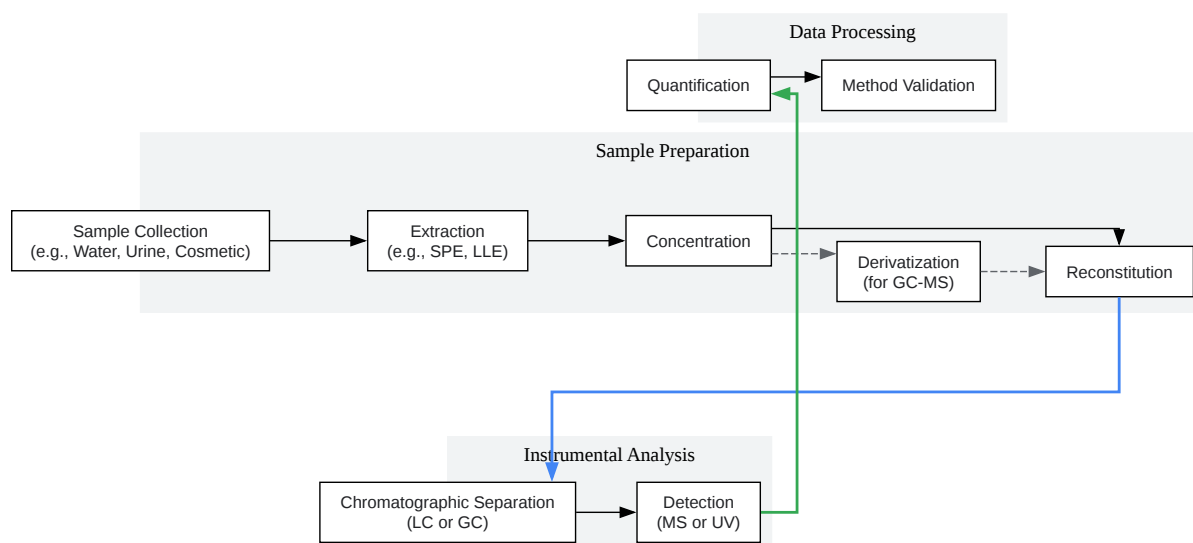 Data Processing
Quantification
Method Validation
Sample Preparation
Sample Collection
(e.g., Water, Urine, Cosmetic)
Extraction
(e.g., SPE, LLE)
Concentration
Derivatization
(for GC-MS)
Reconstitution
Instrumental Analysis
Chromatographic Separation
(LC or GC)
Detection
(MS or UV)